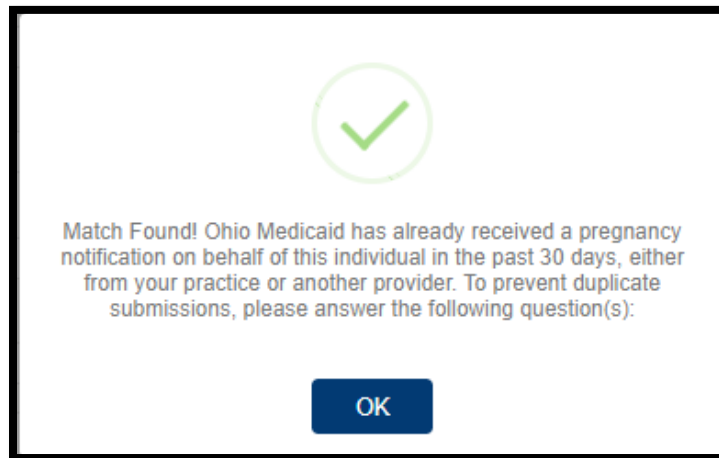 Match Found! Ohio Medicaid has already received a pregnancy
notification on behalf of this individual in the past 30 days, either
from your practice or another provider. To prevent duplicate
submissions, please answer the following question(s):
OK